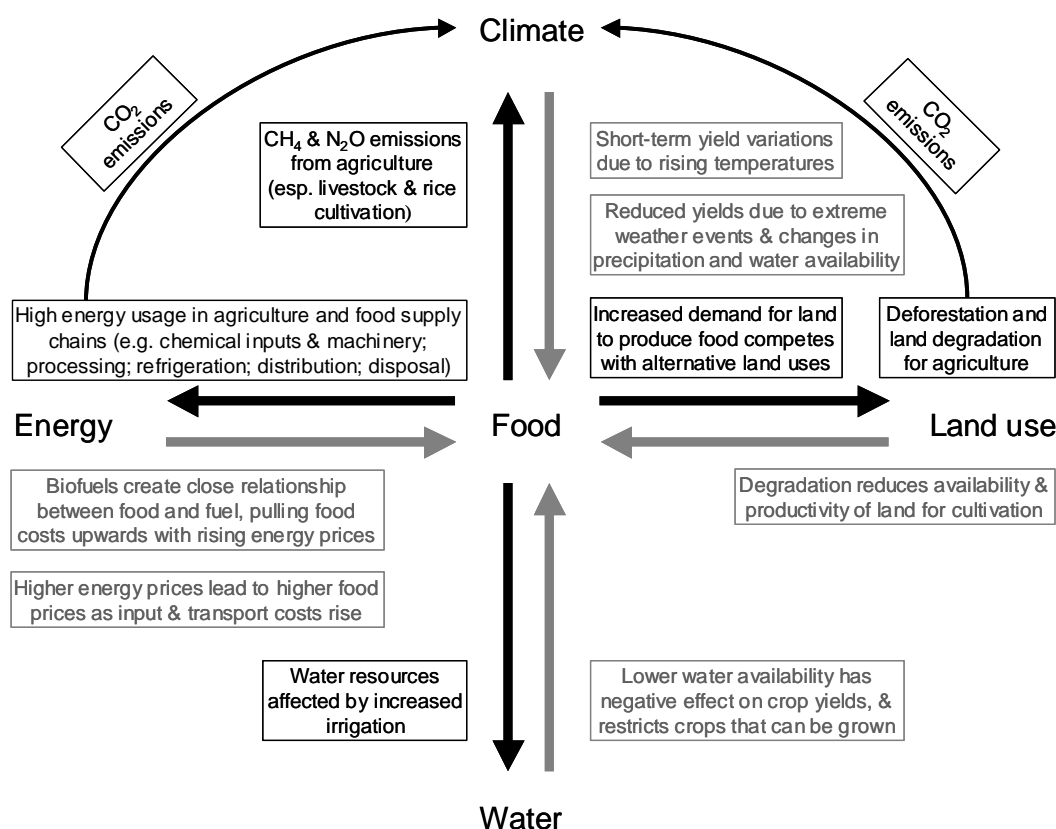 Climate
CO2
emissions
CO2
emissions
CH4 & N2O emissions
from agriculture
(esp. livestock & rice
cultivation)
Short-term yield variations
due to rising temperatures
Reduced yields due to extreme
weather events & changes in
precipitation and water availability
High energy usage in agriculture and food supply
chains (e.g. chemical inputs & machinery;
processing; refrigeration; distribution; disposal)
Increased demand for land
to produce food competes
with alternative land uses
Deforestation and
land degradation
for agriculture
Energy
Food
Land use
Biofuels create close relationship
between food and fuel, pulling food
costs upwards with rising energy prices
Degradation reduces availability &
productivity of land for cultivation
Higher energy prices lead to higher food
prices as input & transport costs rise
Water resources
affected by increased
irrigation
Lower water availability has
negative effect on crop yields, &
restricts crops that can be grown
Water